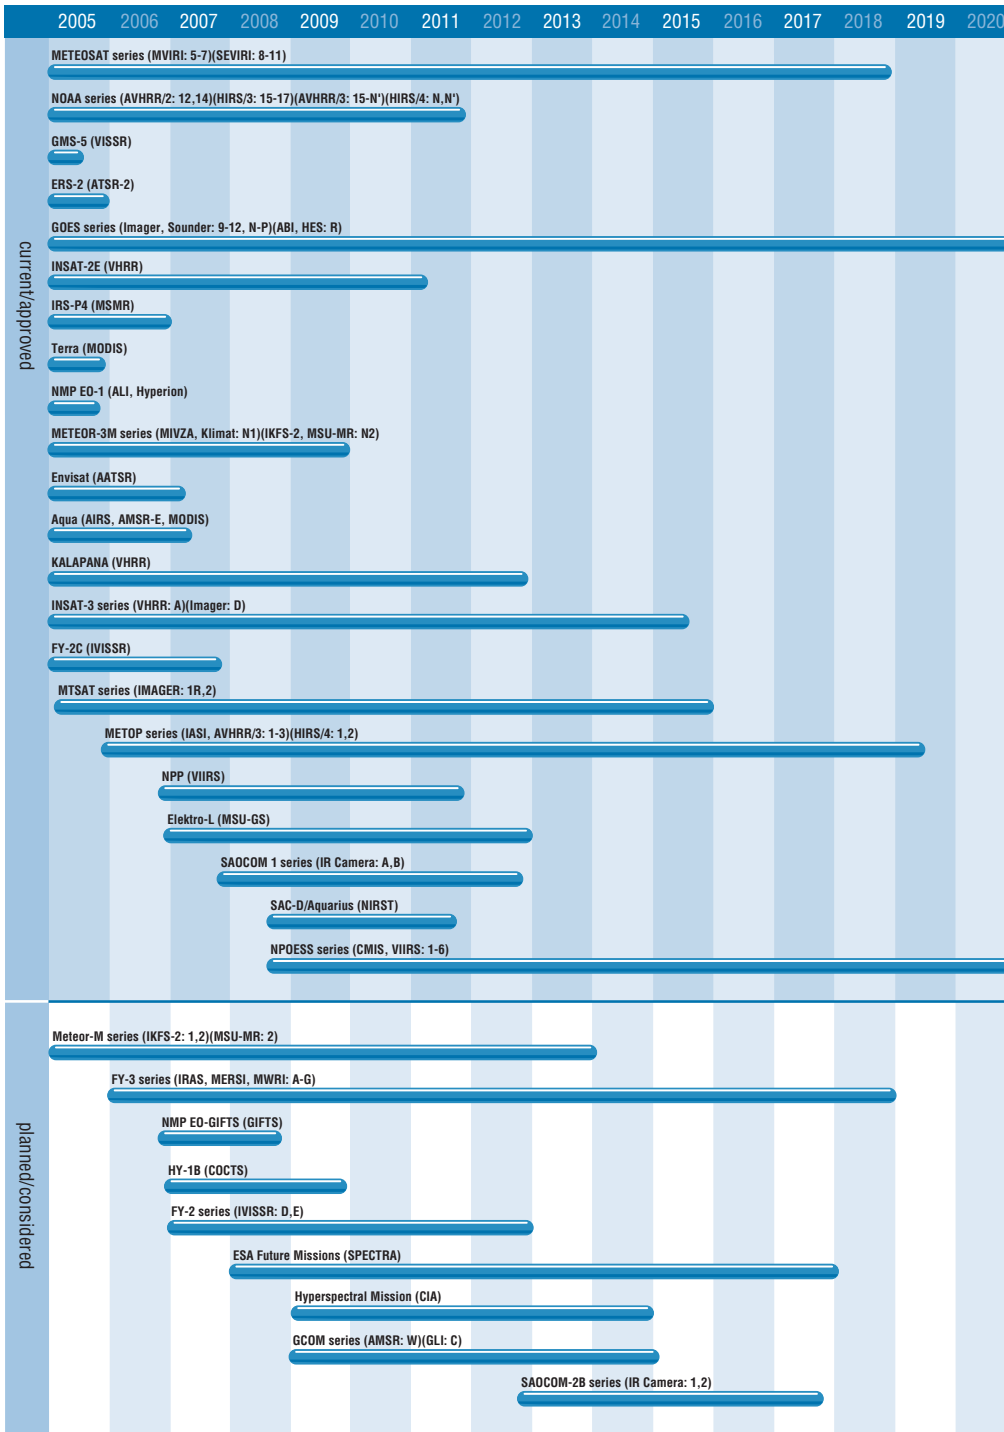 2005 2006 2007 2008 2009 2010 2011 2012 2013 2014 2015 2016 2017 2018 2019 2020
current/approved
METEOSAT series (MVIRI: 5-7)(SEVIRI: 8-11)
NOAA series (AVHRR/2: 12,14)(HIRS/3: 15-17)(AVHRR/3: 15-N')(HIRS/4: N,N')
GMS-5 (VISSR)
ERS-2 (ATSR-2)
GOES series (Imager, Sounder: 9-12, N-P)(ABI, HES: R)
INSAT-2E (VHRR)
IRS-P4 (MSMR)
Terra (MODIS)
NMP EO-1 (ALI, Hyperion)
METEOR-3M series (MIVZA, Klimat: N1)(IKFS-2, MSU-MR: N2)
Envisat (AATSR)
Aqua (AIRS, AMSR-E, MODIS)
KALAPANA (VHRR)
INSAT-3 series (VHRR: A)(Imager: D)
FY-2C (IVISSR)
MTSAT series (IMAGER: 1R,2)
METOP series (IASI, AVHRR/3: 1-3)(HIRS/4: 1,2)
NPP (VIIRS)
Elektro-L (MSU-GS)
SAOCOM 1 series (IR Camera: A,B)
SAC-D/Aquarius (NIRST)
NPOESS series (CMIS, VIIRS: 1-6)
planned/considered
Meteor-M series (IKFS-2: 1,2)(MSU-MR: 2)
FY-3 series (IRAS, MERSI, MWRI: A-G)
NMP EO-GIFTS (GIFTS)
HY-1B (COCTS)
FY-2 series (IVISSR: D,E)
ESA Future Missions (SPECTRA)
Hyperspectral Mission (CIA)
GCOM series (AMSR: W)(GLI: C)
SAOCOM-2B series (IR Camera: 1,2)